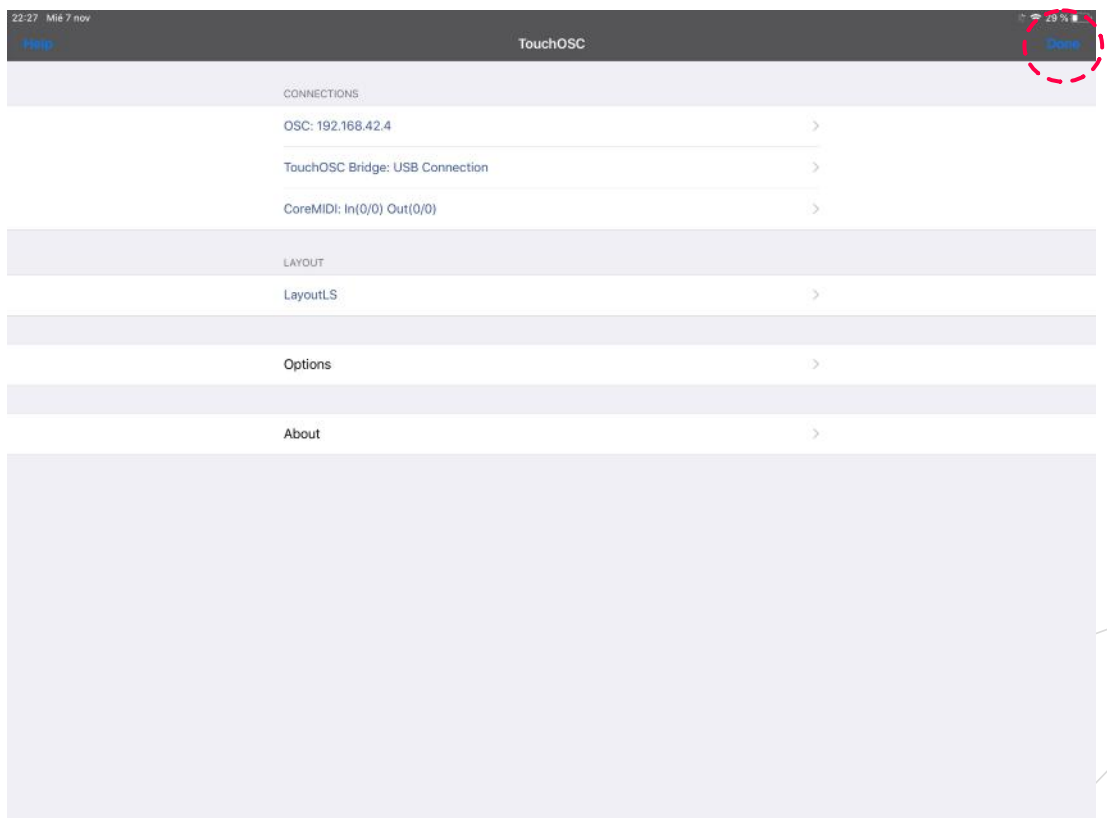 22:27 Mié 7 nov 29 %
Help TouchOSC Done
CONNECTIONS
OSC: 192.168.42.4
TouchOSC Bridge: USB Connection
CoreMIDI: In(0/0) Out(0/0)
LAYOUT
LayoutLS
Options
About